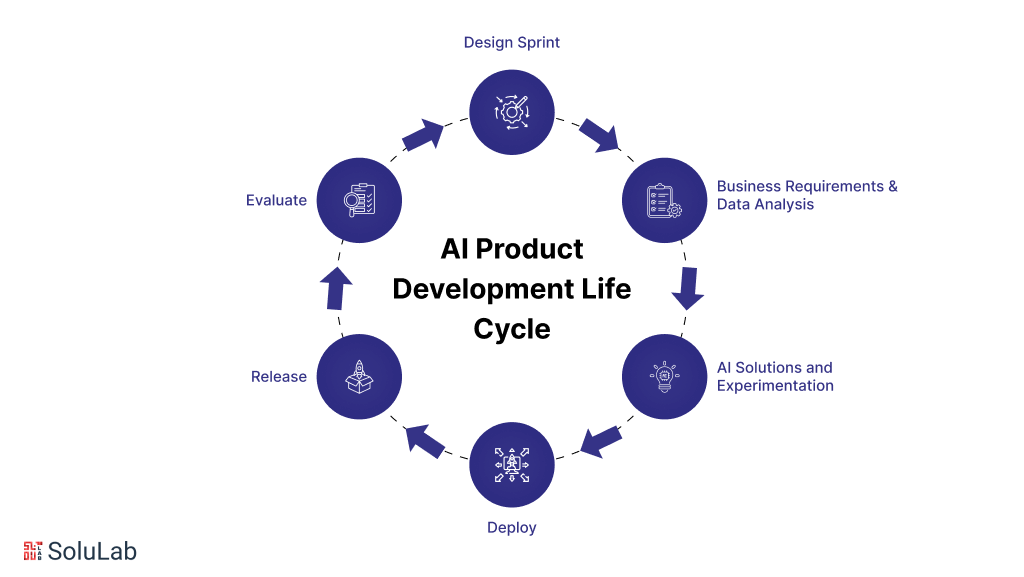 Design Sprint
Business Requirements &
Data Analysis
Evaluate
AI Product
Development Life
Cycle
AI Solutions and
Experimentation
Release
Deploy
SoluLab